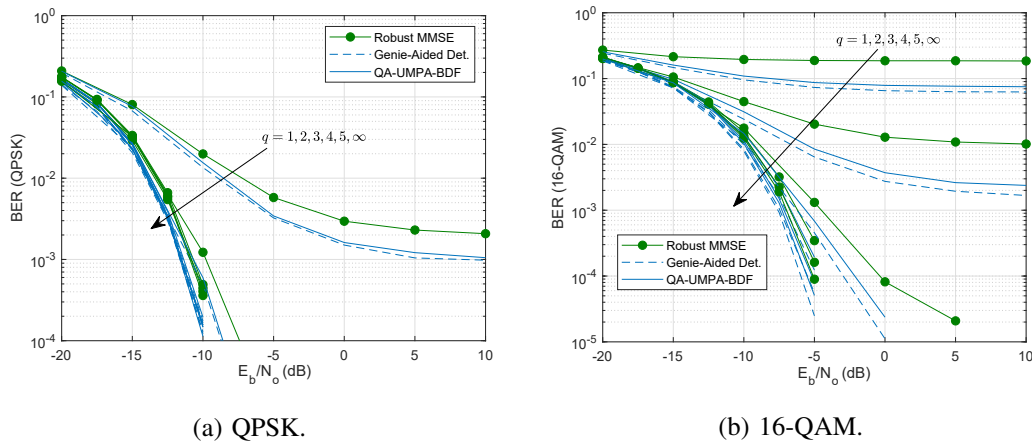 10^0
10^-1
10^-2
10^-3
10^-4
BER (QPSK)
-20 -15 -10 -5 0 5 10
E_b/N_o (dB)
Robust MMSE
Genie-Aided Det.
QA-UMPA-BDF
q = 1, 2, 3, 4, 5, ∞
(a) QPSK.
10^0
10^-1
10^-2
10^-3
10^-4
10^-5
BER (16-QAM)
-20 -15 -10 -5 0 5 10
E_b/N_o (dB)
q = 1, 2, 3, 4, 5, ∞
Robust MMSE
Genie-Aided Det.
QA-UMPA-BDF
(b) 16-QAM.